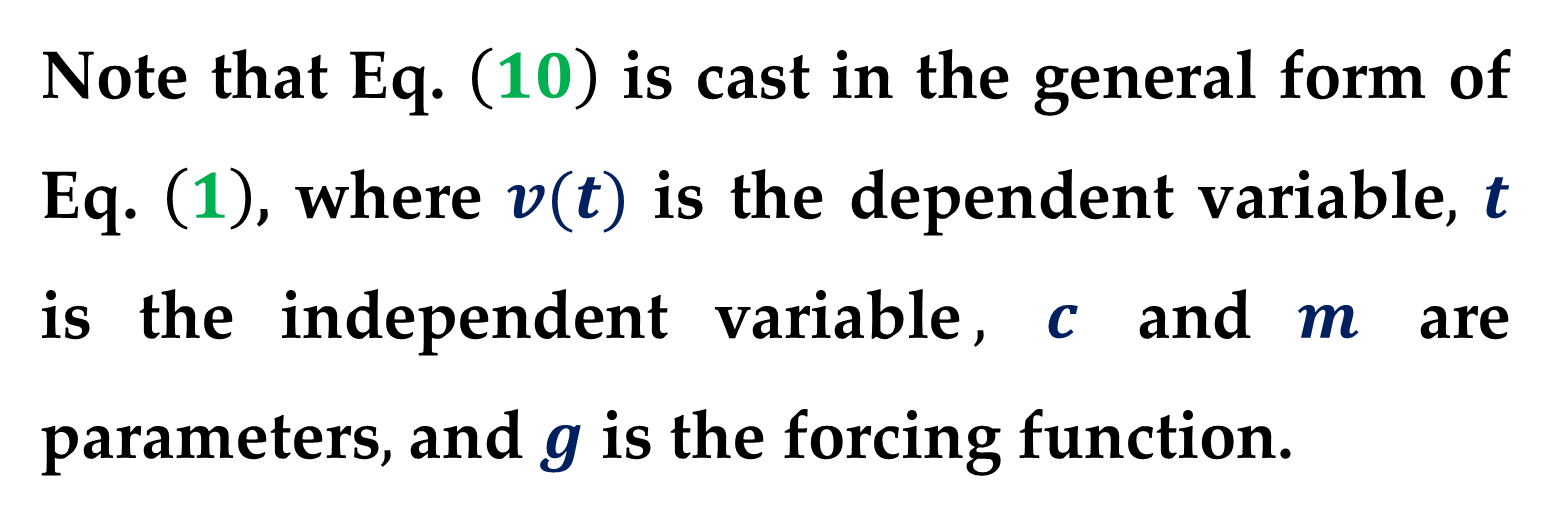 Note that Eq. (10) is cast in the general form of
Eq. (1), where v(t) is the dependent variable, t
is the independent variable, c and m are
parameters, and g is the forcing function.